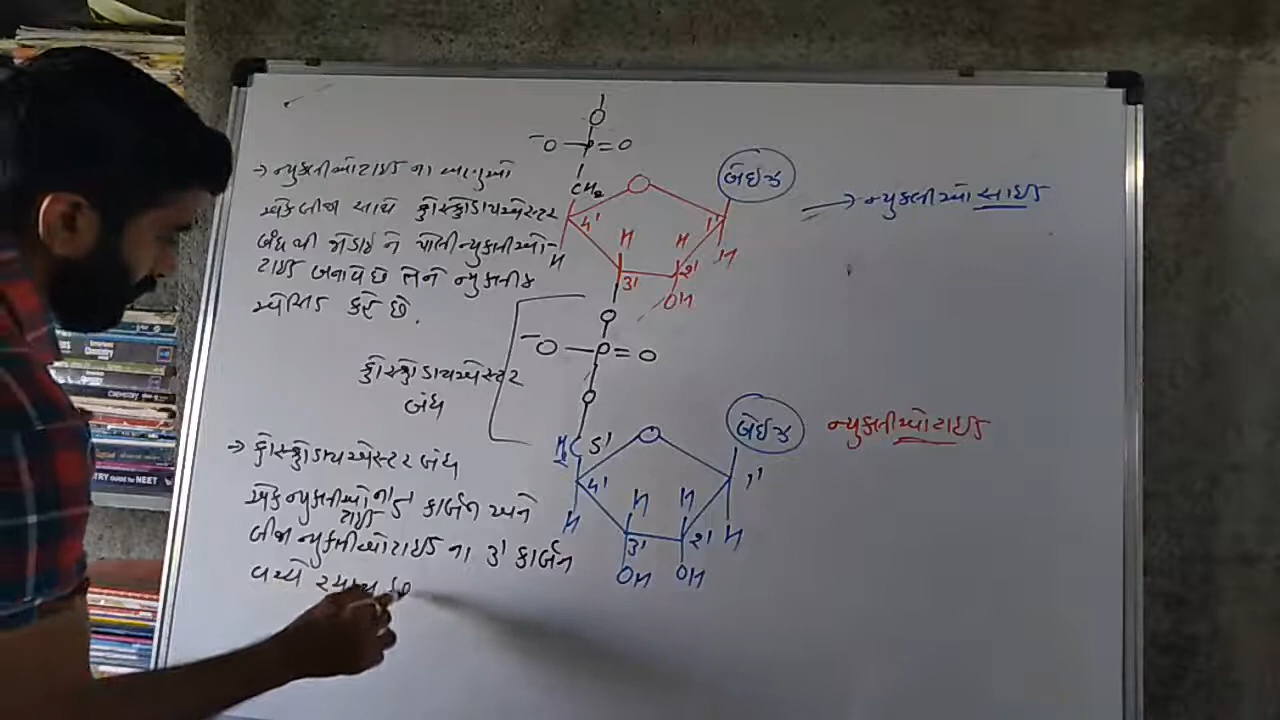 → ન્યુક્લીઓટાઇડ ના અણુઓ
એકબીજા સાથે ફોસ્ફોડાયએસ્ટર
બંધ થી જોડાઇ ને પોલીન્યુક્લીઓ-
ટાઇડ બનાવે છે તેને ન્યુક્લીક
એસિડ કહે છે.
ફોસ્ફોડાયએસ્ટર
બંધ
→ ફોસ્ફોડાયએસ્ટર બંધ
એક ન્યુક્લીઓટાઇડ ના 5' કાર્બન અને
બીજા ન્યુક્લીઓટાઇડ ના 3' કાર્બન
વચ્ચે રચાય છે
O
⁻O—P=O
CH₂
O
બેઇઝ
4'
1'
H
H
H
H
3'
2'
OH
→ ન્યુક્લીઓસાઇડ
O
⁻O—P=O
O
H₂C 5'
O
બેઇઝ
ન્યુક્લીઓટાઇડ
4'
1'
H
H
H
H
3'
2'
OH
OH